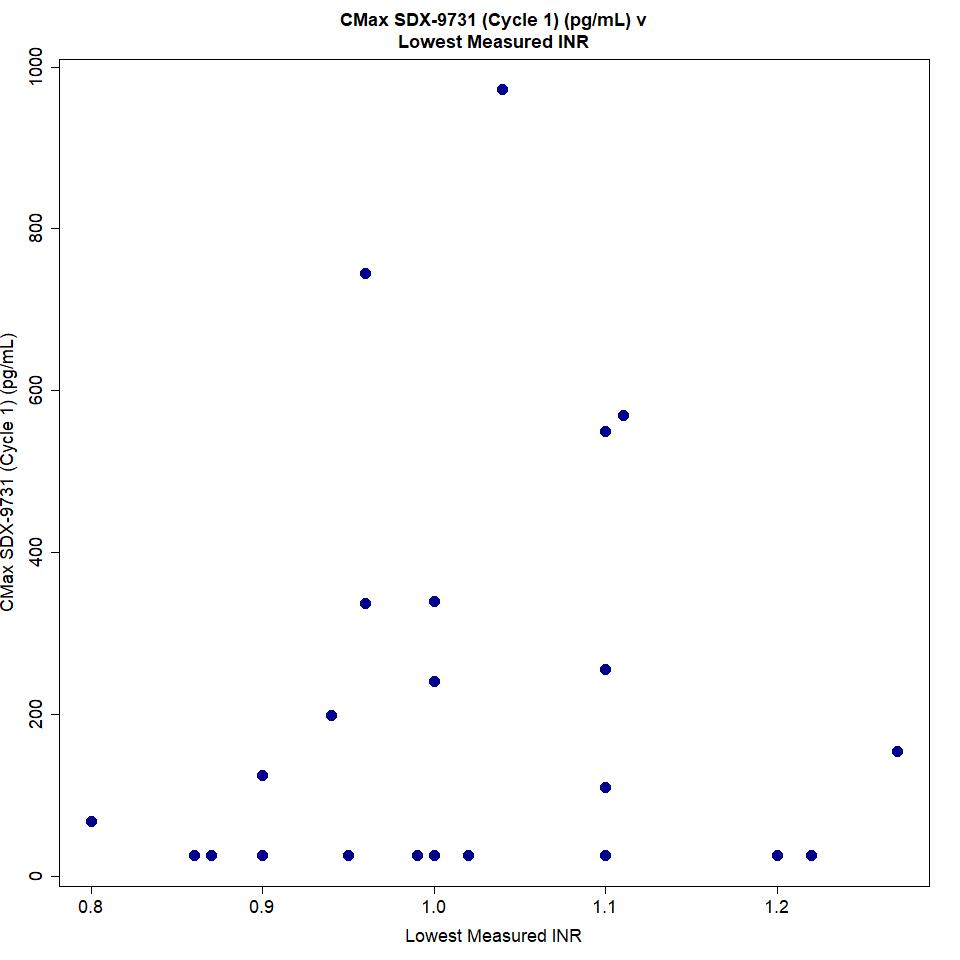 CMax SDX-9731 (Cycle 1) (pg/mL) v
Lowest Measured INR
CMax SDX-9731 (Cycle 1) (pg/mL)
1000
800
600
400
200
0
0.8 0.9 1.0 1.1 1.2
Lowest Measured INR